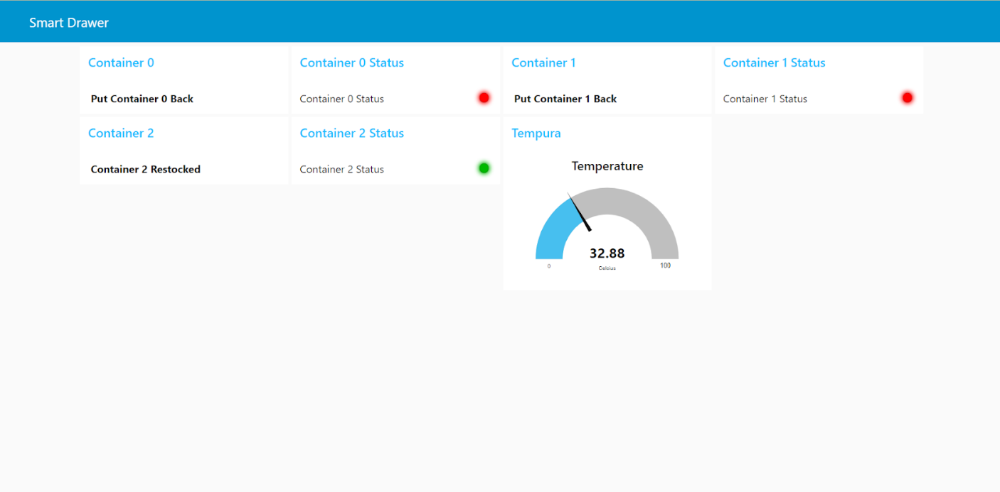 Smart Drawer
Container 0
Put Container 0 Back
Container 0 Status
Container 0 Status
Container 1
Put Container 1 Back
Container 1 Status
Container 1 Status
Container 2
Container 2 Restocked
Container 2 Status
Container 2 Status
Tempura
Temperature
32.88
Celcius
0
100